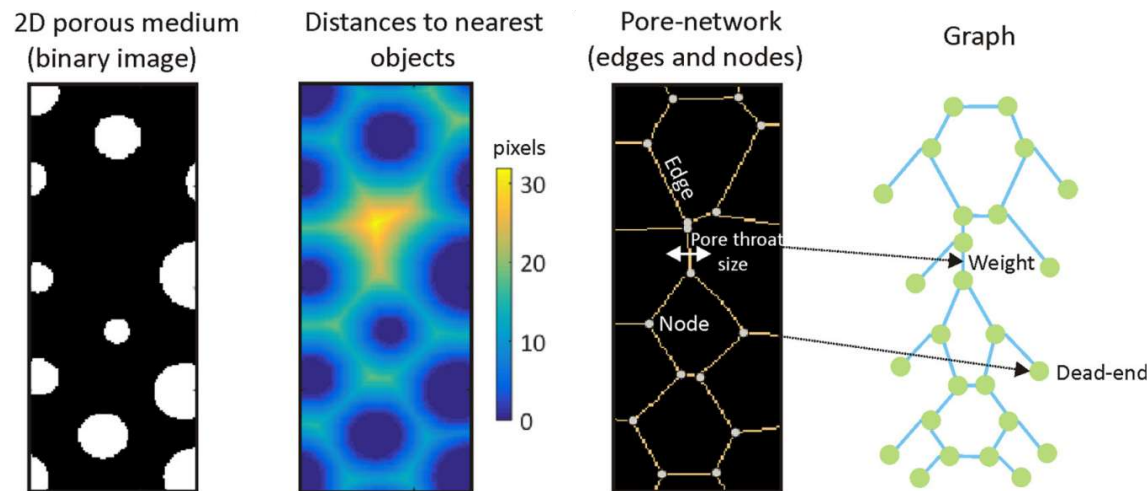 2D porous medium
(binary image)
Distances to nearest
objects
Pore-network
(edges and nodes)
Graph
pixels
30
20
10
0
Edge
Pore throat
size
Node
Weight
Dead-end